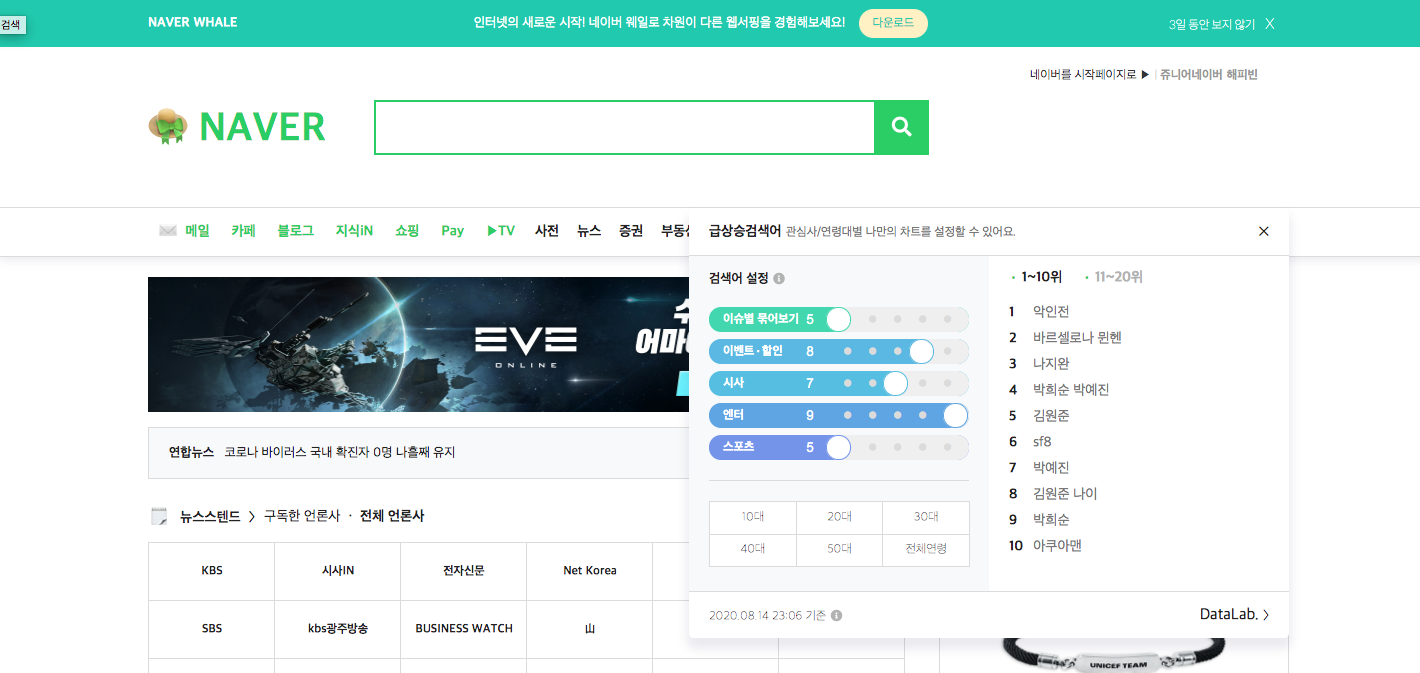 NAVER WHALE
인터넷의 새로운 시작! 네이버 웨일로 차원이 다른 웹서핑을 경험해보세요!
다운로드
3일 동안 보지 않기 X
검색
네이버를 시작페이지로 ▶ | 쥬니어네이버 해피빈
NAVER
메일 카페 블로그 지식iN 쇼핑 Pay ▶TV 사전 뉴스 증권
급상승검색어 관심사/연령대별 나만의 차트를 설정할 수 있어요.
검색어 설정
이슈별 묶어보기 5
이벤트·할인 8
시사 7
엔터 9
스포츠 5
10대 20대 30대
40대 50대 전체연령
1~10위 11~20위
1 악인전
2 바르셀로나 뮌헨
3 나지완
4 박희순 박예진
5 김원준
6 sf8
7 박예진
8 김원준 나이
9 박희순
10 아쿠아맨
2020.08.14.23:06 기준
DataLab. 〉
EVE
ONLINE
연합뉴스 코로나 바이러스 국내 확진자 0명 나흘째 유지
뉴스스텐드 〉 구독한 언론사 · 전체 언론사
KBS 시사IN 전자신문 Net Korea
SBS kbs광주방송 BUSINESS WATCH 山
UNICEF TEAM